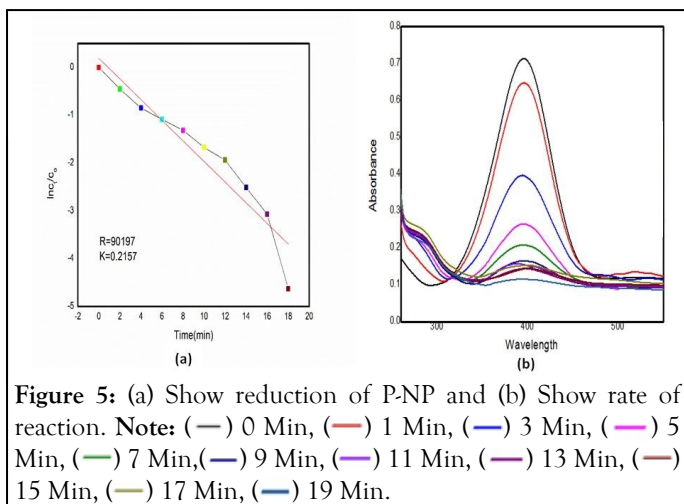 0
-1
-2
-3
-4
-5
lncₜ/c₀
R=90197
K=0.2157
0 2 4 6 8 10 12 14 16 18 20
Time(min)
(a)
0.8
0.7
0.6
0.5
0.4
0.3
0.2
0.1
0.0
Absorbance
300 400 500
Wavelength
(b)
Figure 5: (a) Show reduction of P-NP and (b) Show rate of
reaction. Note: (—) 0 Min, (—) 1 Min, (—) 3 Min, (—) 5
Min, (—) 7 Min,(—) 9 Min, (—) 11 Min, (—) 13 Min, (—)
15 Min, (—) 17 Min, (—) 19 Min.